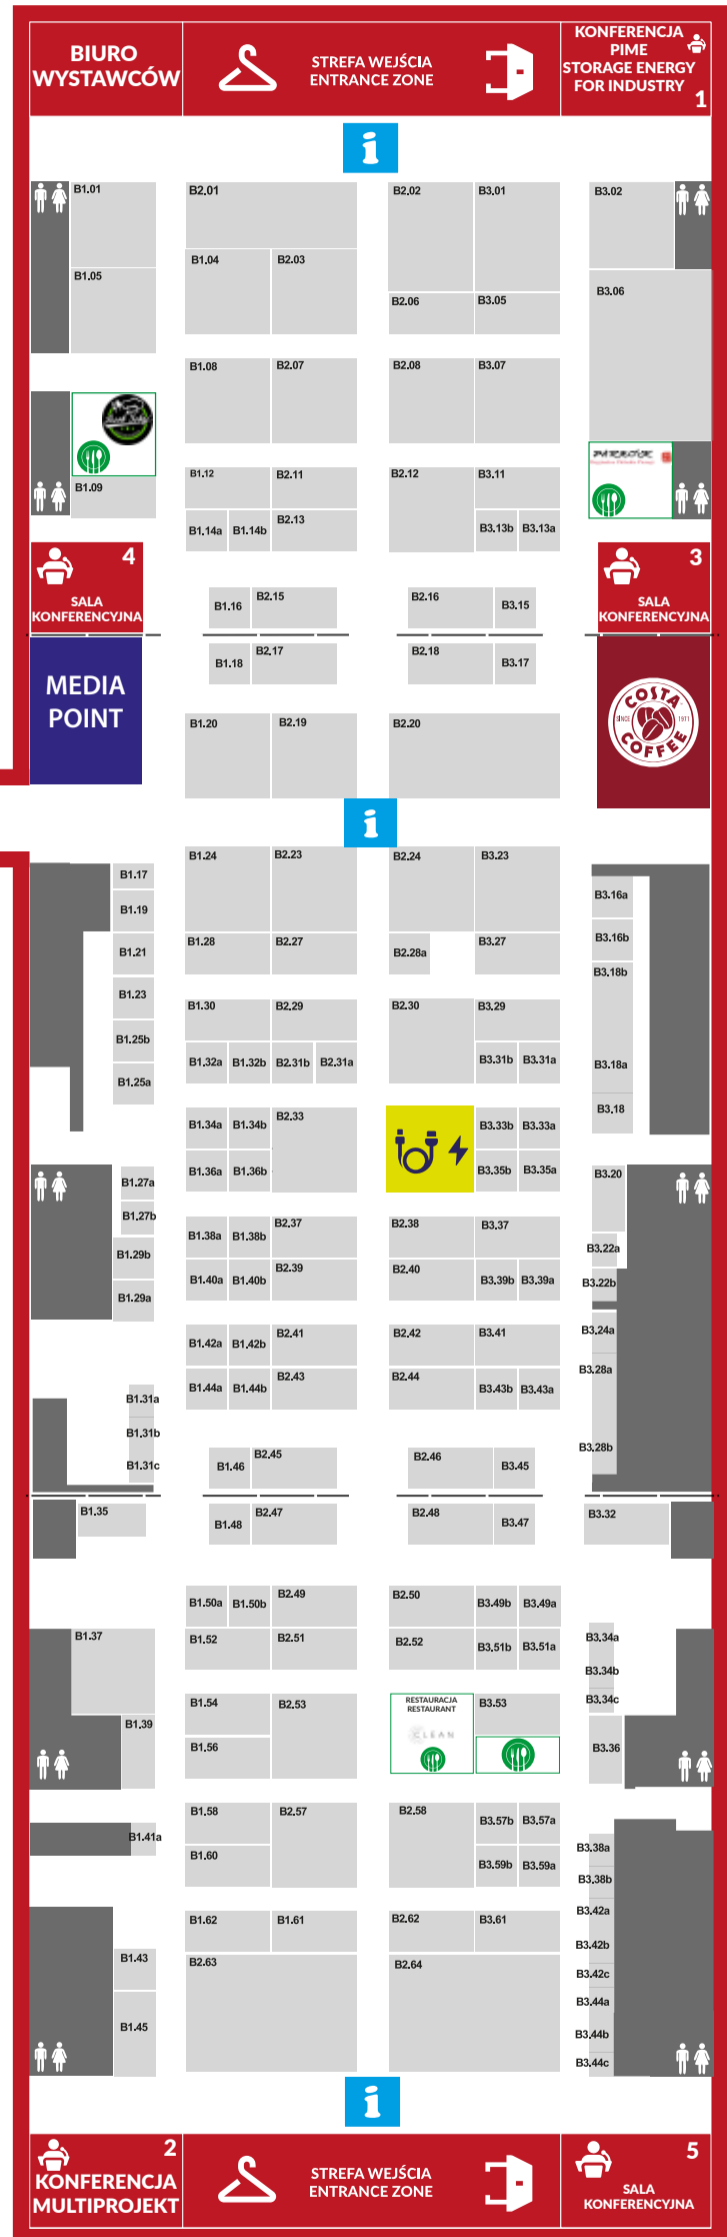 BIURO
WYSTAWCÓW
STREFA WEJŚCIA
ENTRANCE ZONE
KONFERENCJA
PIME
STORAGE ENERGY
FOR INDUSTRY
1
i
B1.01
B2.01
B2.02
B3.01
B3.02
B1.04
B2.03
B1.05
B3.06
B2.06
B3.05
B1.08
B2.07
B2.08
B3.07
B1.12
B2.11
B2.12
B3.11
B1.09
B1.14a
B1.14b
B2.13
B3.13b
B3.13a
4
SALA
KONFERENCYJNA
3
SALA
KONFERENCYJNA
B1.16
B2.15
B2.16
B3.15
B1.18
B2.17
B2.18
B3.17
MEDIA
POINT
COSTA
SINCE
1971
COFFEE
B1.20
B2.19
B2.20
i
B1.24
B2.23
B2.24
B3.23
B1.17
B3.16a
B1.19
B1.28
B2.27
B2.28a
B3.27
B3.16b
B1.21
B3.18b
B1.23
B1.30
B2.29
B2.30
B3.29
B1.25b
B1.32a
B1.32b
B2.31b
B2.31a
B3.31b
B3.31a
B3.18a
B1.25a
B3.18
B1.34a
B1.34b
B2.33
B3.33b
B3.33a
B1.36a
B1.36b
B3.35b
B3.35a
B3.20
B1.27a
B1.27b
B1.38a
B1.38b
B2.37
B2.38
B3.37
B1.29b
B3.22a
B1.40a
B1.40b
B2.39
B2.40
B3.39b
B3.39a
B3.22b
B1.29a
B1.42a
B1.42b
B2.41
B2.42
B3.41
B3.24a
B1.44a
B1.44b
B2.43
B2.44
B3.43b
B3.43a
B3.28a
B1.31a
B1.31b
B1.31c
B1.46
B2.45
B2.46
B3.45
B3.28b
B1.35
B1.48
B2.47
B2.48
B3.47
B3.32
B1.50a
B1.50b
B2.49
B2.50
B3.49b
B3.49a
B1.37
B1.52
B2.51
B2.52
B3.51b
B3.51a
B3.34a
B3.34b
B3.34c
B1.54
B2.53
RESTAURACJA
RESTAURANT
CLEAN
B3.53
B1.39
B1.56
B3.36
B1.58
B2.57
B2.58
B3.57b
B3.57a
B1.41a
B1.60
B3.59b
B3.59a
B3.38a
B3.38b
B1.62
B1.61
B2.62
B3.61
B3.42a
B3.42b
B1.43
B2.63
B2.64
B3.42c
B3.44a
B1.45
B3.44b
B3.44c
i
2
KONFERENCJA
MULTIPROJEKT
STREFA WEJŚCIA
ENTRANCE ZONE
5
SALA
KONFERENCYJNA